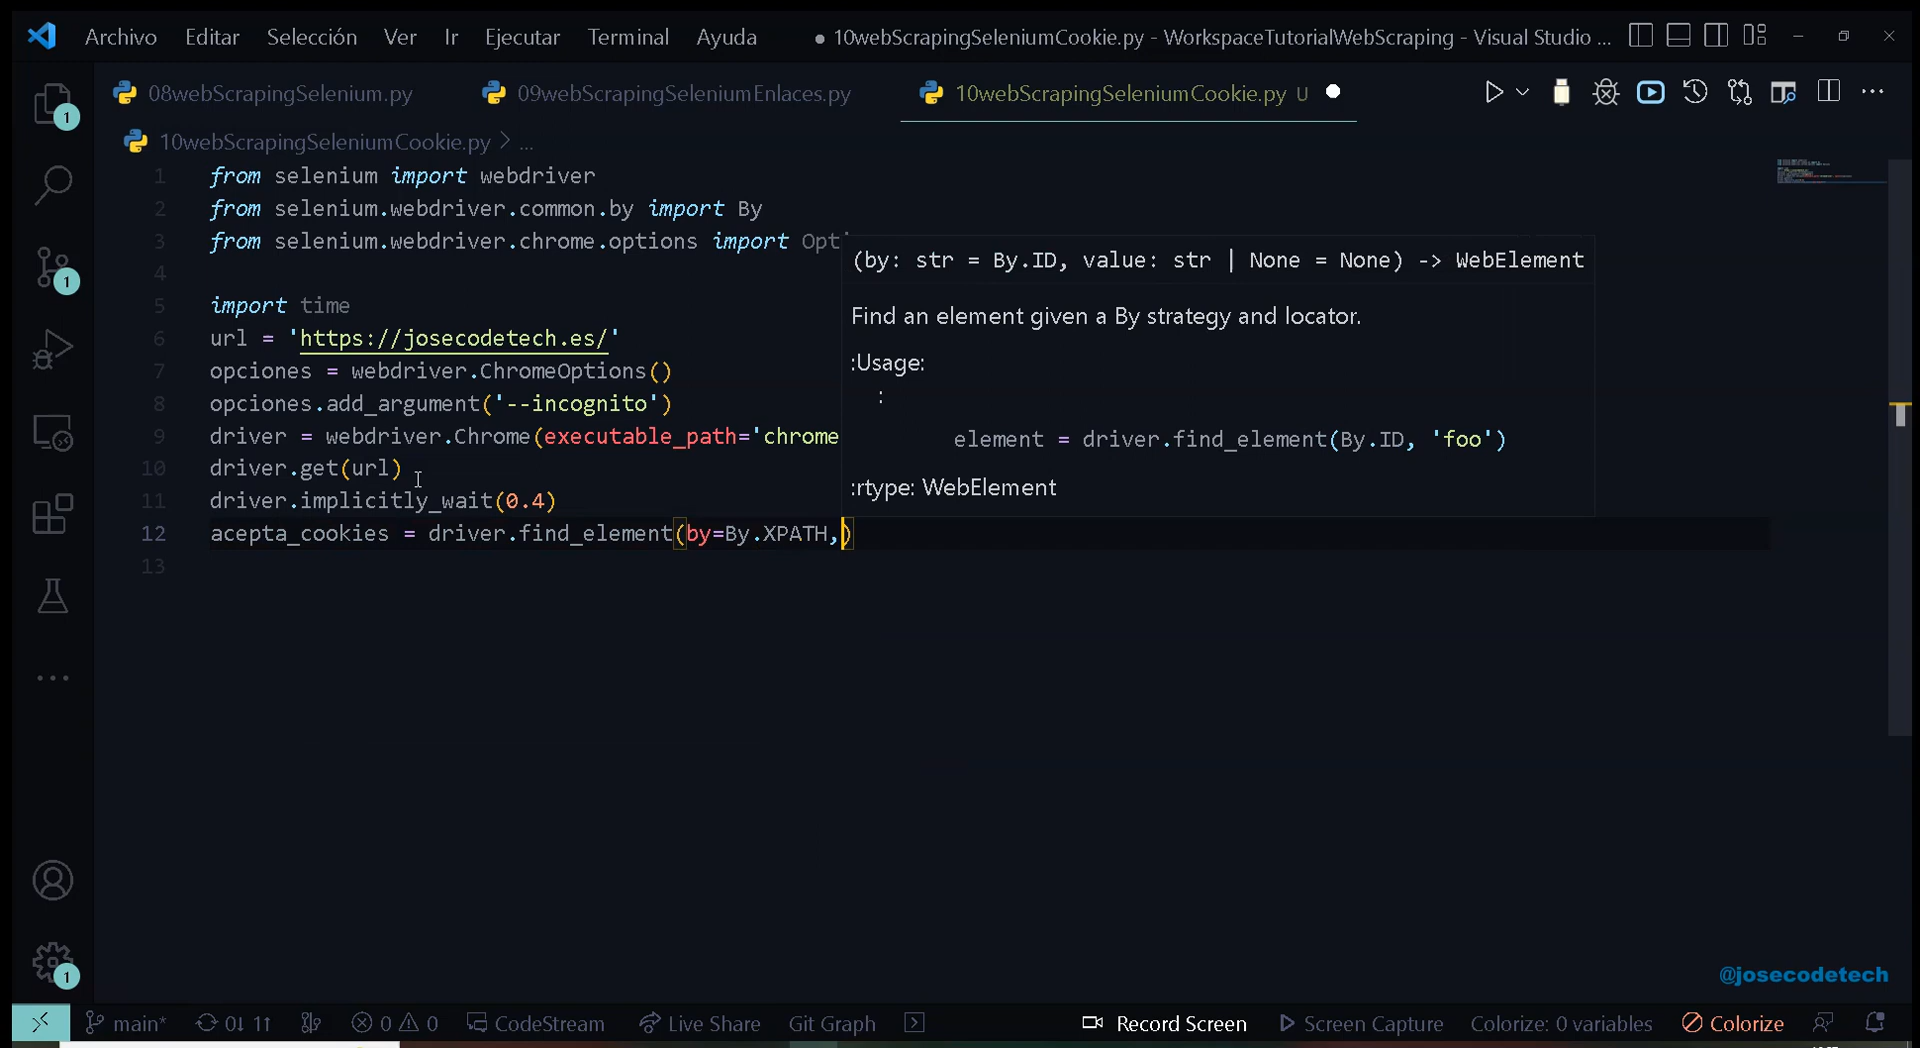 Archivo Editar Selección Ver Ir Ejecutar Terminal Ayuda ● 10webScrapingSeleniumCookie.py - WorkspaceTutorialWebScraping - Visual Studio ...
08webScrapingSelenium.py 09webScrapingSeleniumEnlaces.py 10webScrapingSeleniumCookie.py U
10webScrapingSeleniumCookie.py > ...
1 from selenium import webdriver
2 from selenium.webdriver.common.by import By
3 from selenium.webdriver.chrome.options import Opti
4
5 import time
6 url = 'https://josecodetech.es/'
7 opciones = webdriver.ChromeOptions()
8 opciones.add_argument('--incognito')
9 driver = webdriver.Chrome(executable_path='chrome
10 driver.get(url)
11 driver.implicitly_wait(0.4)
12 acepta_cookies = driver.find_element(by=By.XPATH,)
13
(by: str = By.ID, value: str | None = None) -> WebElement
Find an element given a By strategy and locator.
:Usage:
:
element = driver.find_element(By.ID, 'foo')
:rtype: WebElement
1
1
1
@josecodetech
main* 0↓ 1↑ 0 0 CodeStream Live Share Git Graph Record Screen Screen Capture Colorize: 0 variables Colorize